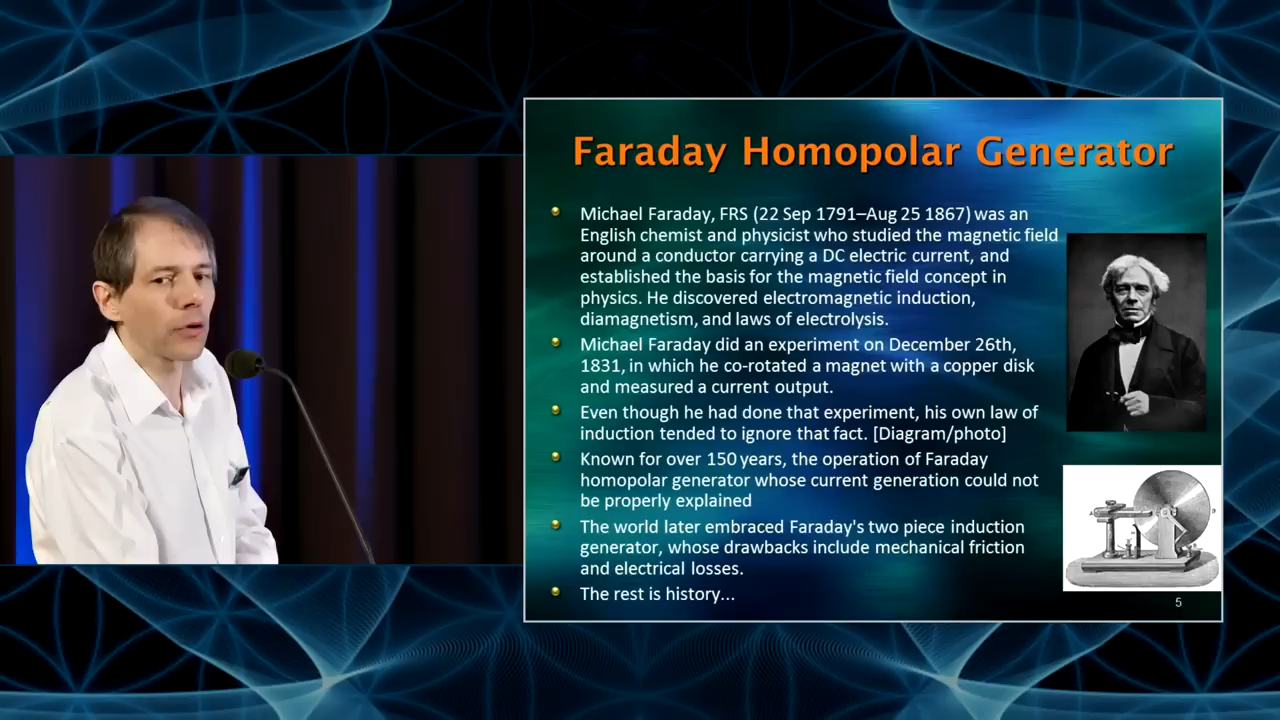 Faraday Homopolar Generator
Michael Faraday, FRS (22 Sep 1791–Aug 25 1867) was an
English chemist and physicist who studied the magnetic field
around a conductor carrying a DC electric current, and
established the basis for the magnetic field concept in
physics. He discovered electromagnetic induction,
diamagnetism, and laws of electrolysis.
Michael Faraday did an experiment on December 26th,
1831, in which he co-rotated a magnet with a copper disk
and measured a current output.
Even though he had done that experiment, his own law of
induction tended to ignore that fact. [Diagram/photo]
Known for over 150 years, the operation of Faraday
homopolar generator whose current generation could not
be properly explained
The world later embraced Faraday's two piece induction
generator, whose drawbacks include mechanical friction
and electrical losses.
The rest is history...
5